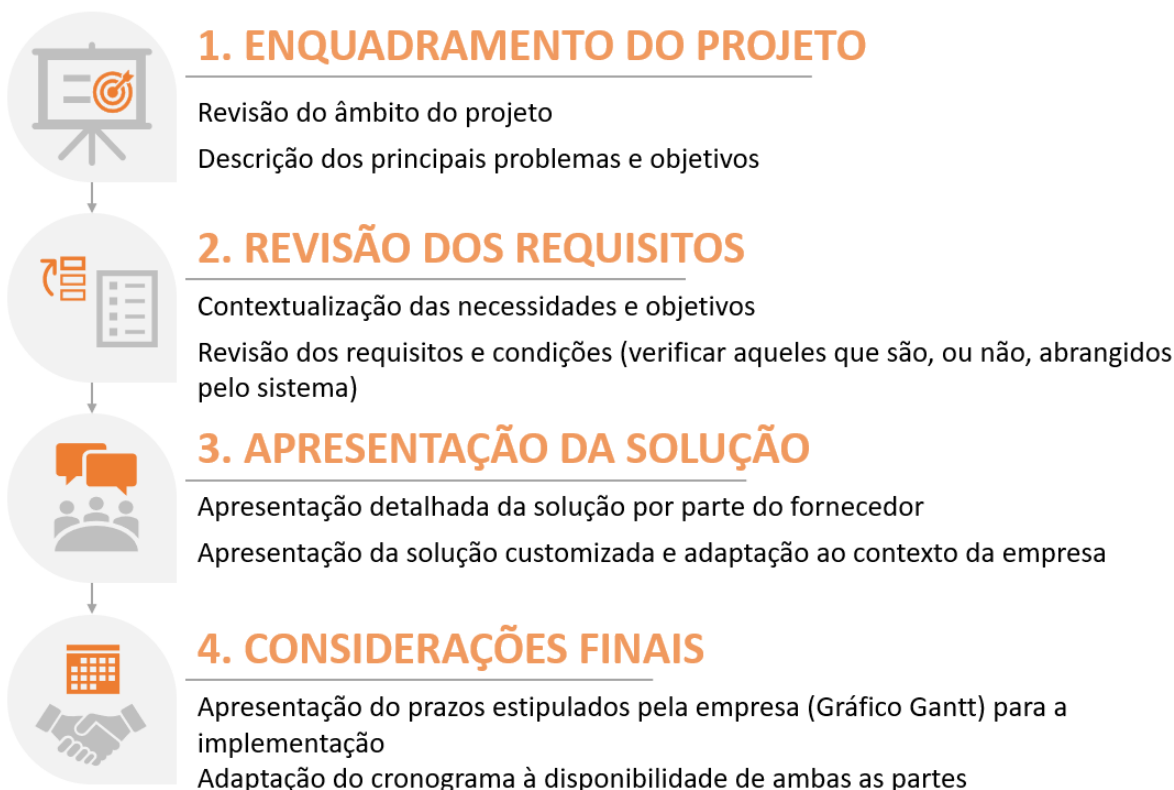 1. ENQUADRAMENTO DO PROJETO
Revisão do âmbito do projeto
Descrição dos principais problemas e objetivos
2. REVISÃO DOS REQUISITOS
Contextualização das necessidades e objetivos
Revisão dos requisitos e condições (verificar aqueles que são, ou não, abrangidos
pelo sistema)
3. APRESENTAÇÃO DA SOLUÇÃO
Apresentação detalhada da solução por parte do fornecedor
Apresentação da solução customizada e adaptação ao contexto da empresa
4. CONSIDERAÇÕES FINAIS
Apresentação do prazos estipulados pela empresa (Gráfico Gantt) para a
implementação
Adaptação do cronograma à disponibilidade de ambas as partes